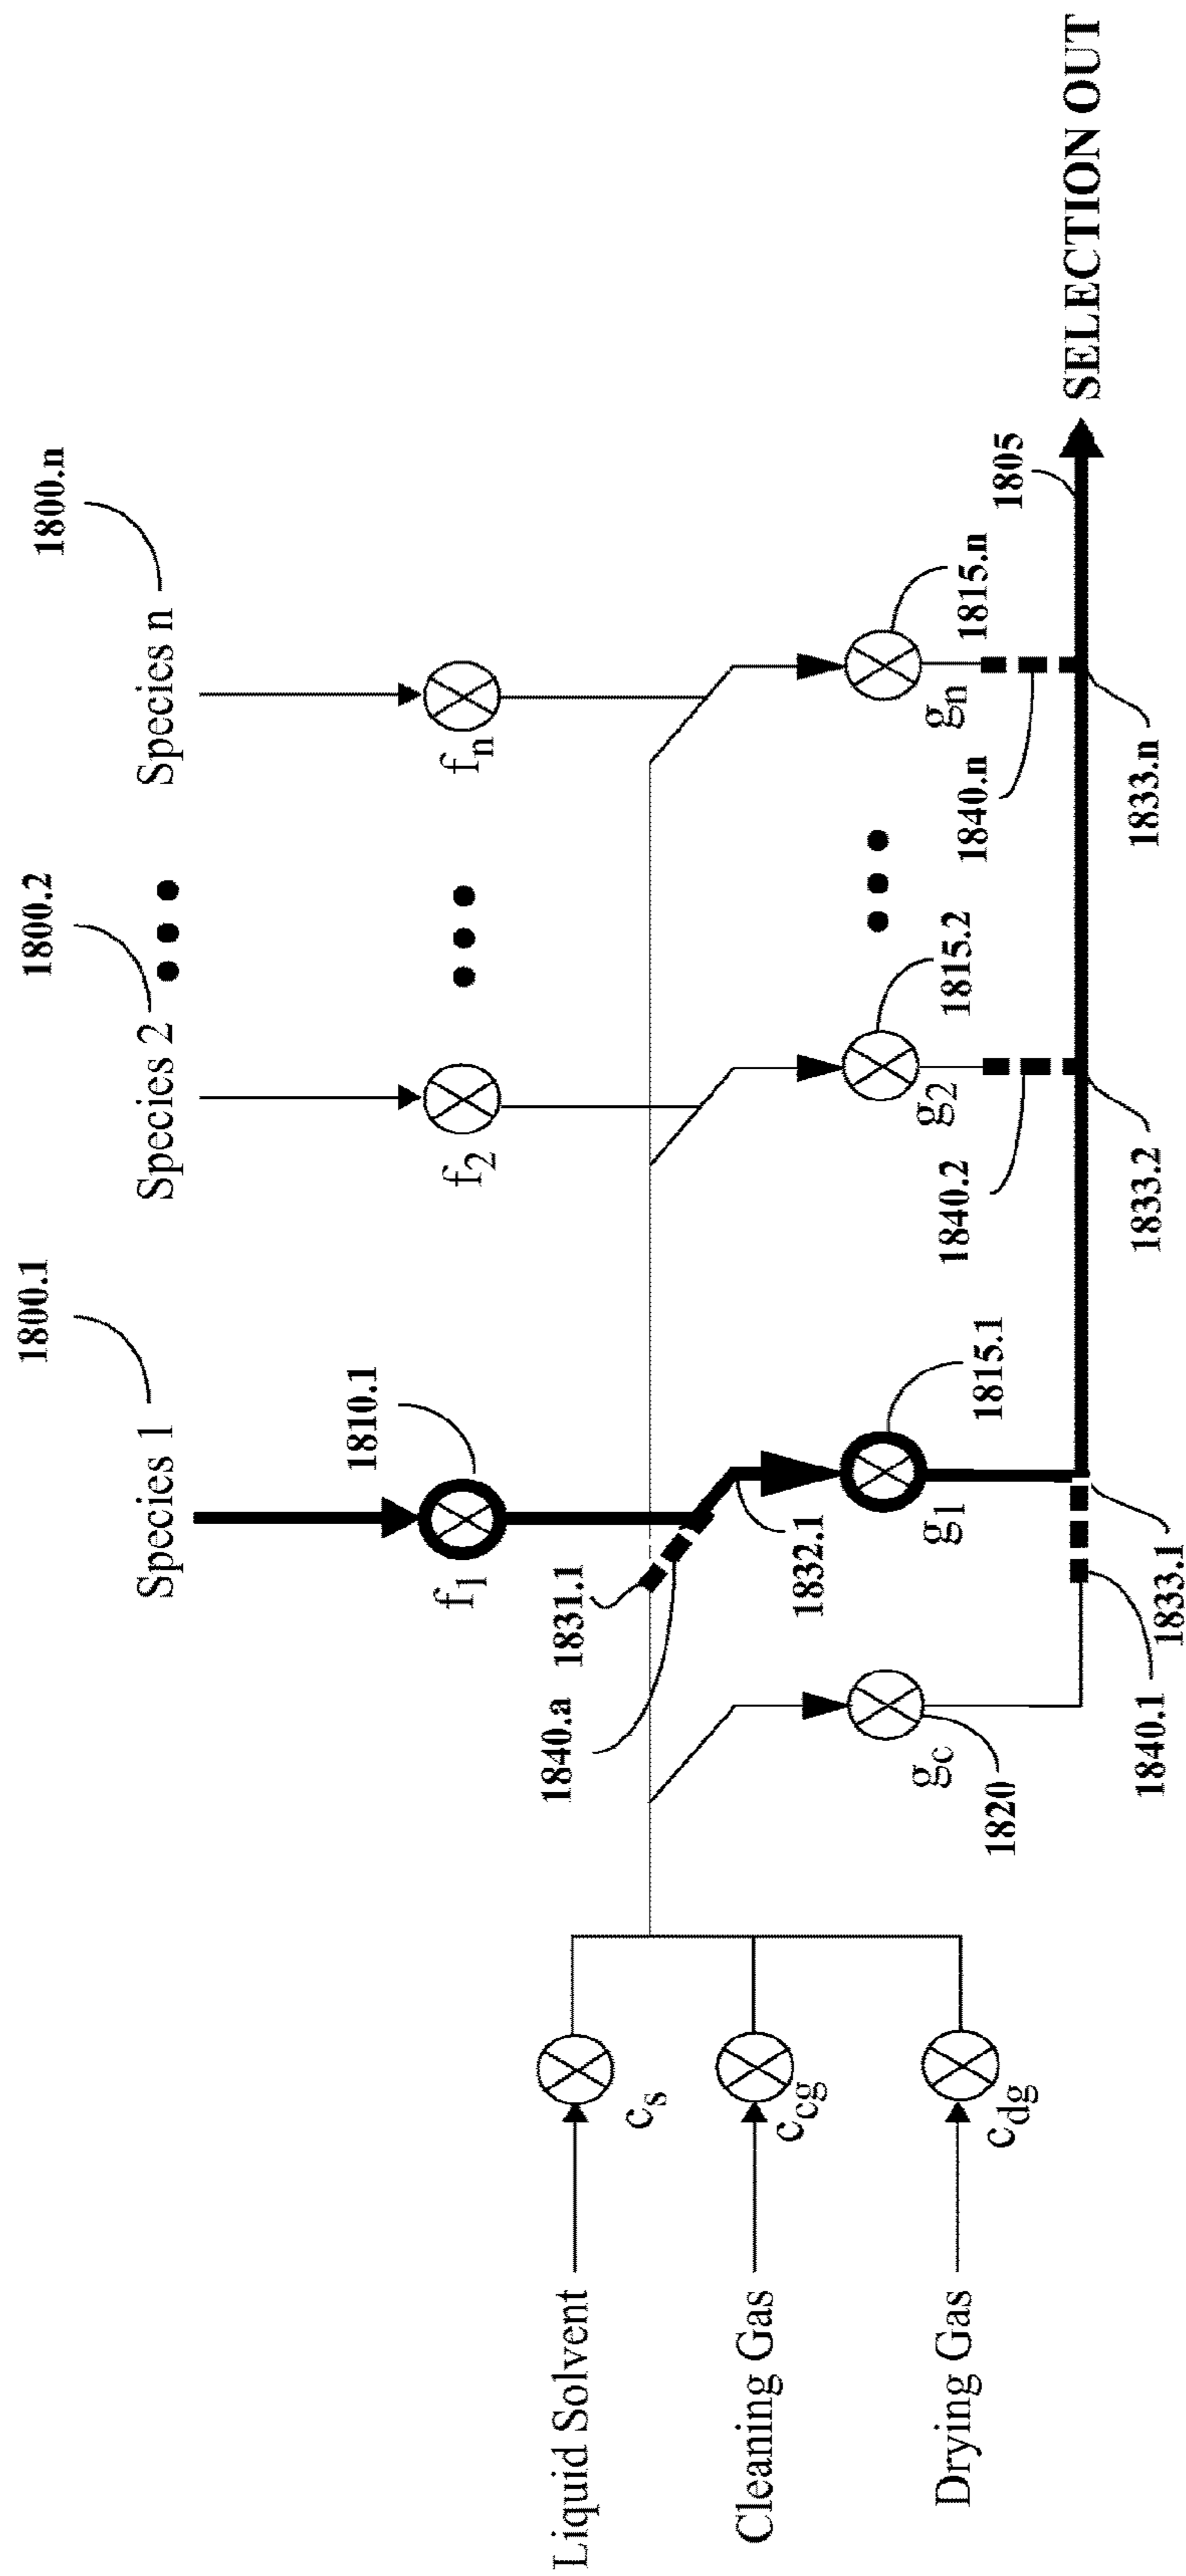 1800.1
1800.2
1800.n
Species 1
Species 2
Species n
1810.1
f1
f2
fn
Liquid Solvent
cs
Cleaning Gas
ccg
Drying Gas
cdg
1831.1
1840.a
1832.1
gc
1820
g1
1815.1
g2
1815.2
gn
1815.n
1840.1
1833.1
1840.2
1833.2
1840.n
1833.n
1805
SELECTION OUT